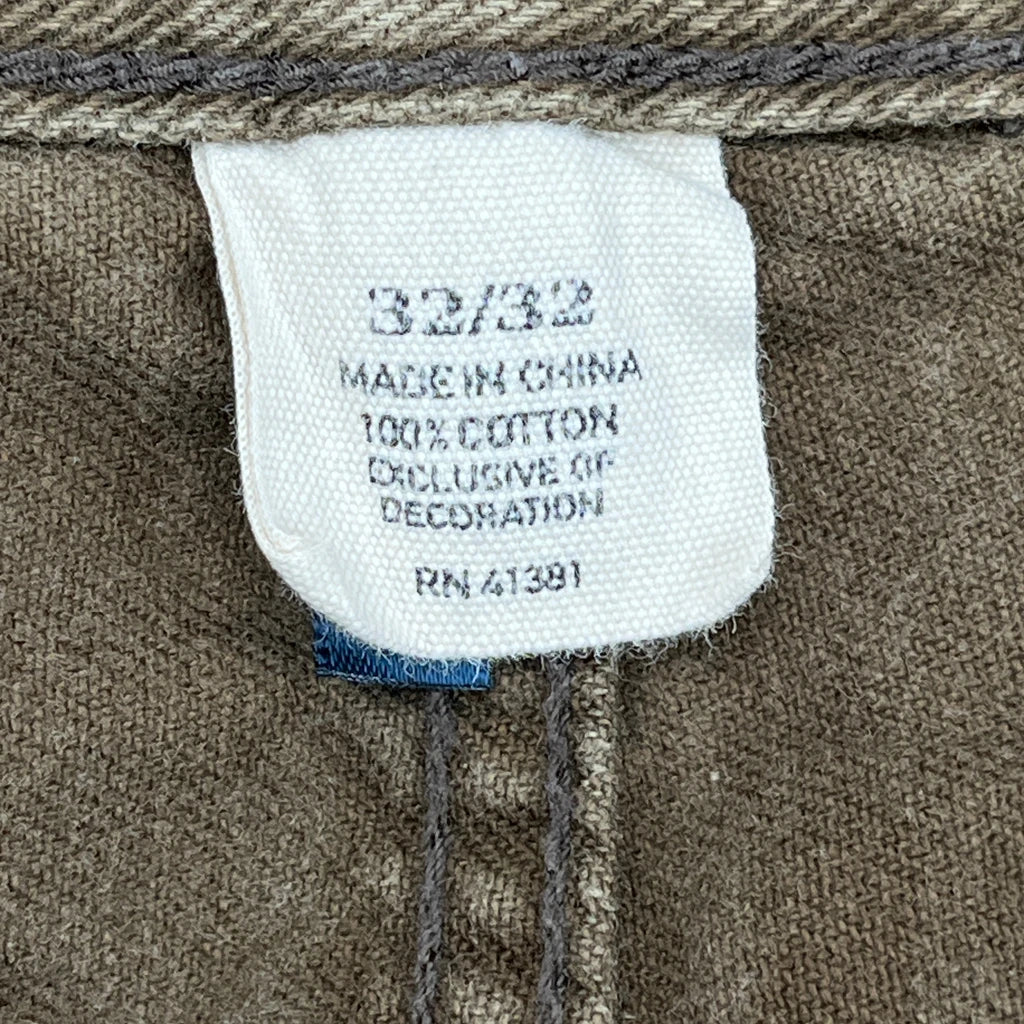 32/32
MADE IN CHINA
100% COTTON
EXCLUSIVE OF
DECORATION
RN 41381